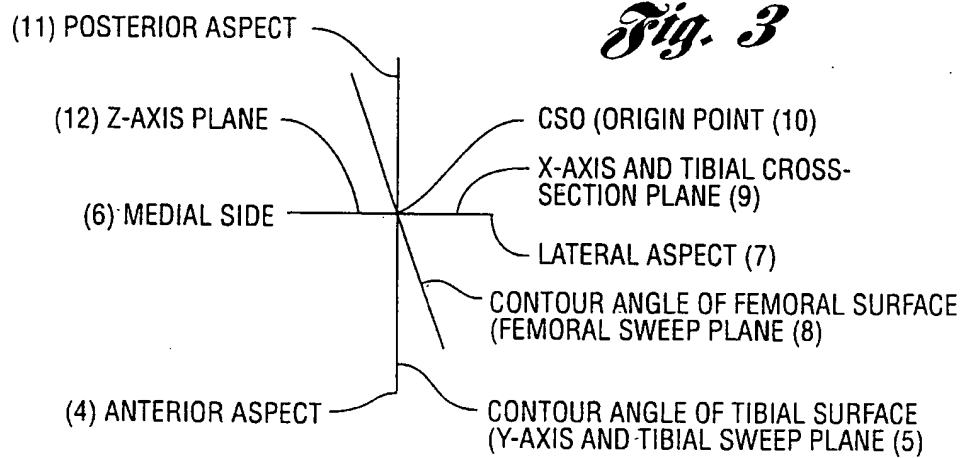 Fig. 3
(11) POSTERIOR ASPECT
(12) Z-AXIS PLANE
CSO (ORIGIN POINT (10)
X-AXIS AND TIBIAL CROSS-
SECTION PLANE (9)
(6) MEDIAL SIDE
LATERAL ASPECT (7)
CONTOUR ANGLE OF FEMORAL SURFACE
(FEMORAL SWEEP PLANE (8)
(4) ANTERIOR ASPECT
CONTOUR ANGLE OF TIBIAL SURFACE
(Y-AXIS AND TIBIAL SWEEP PLANE (5)